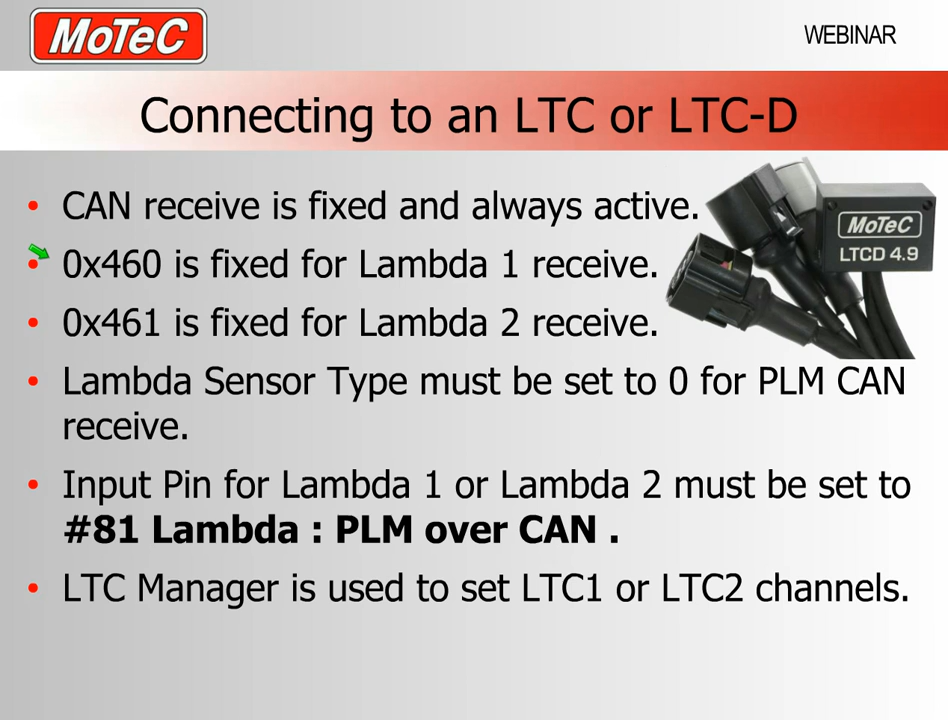 MoTeC
WEBINAR
Connecting to an LTC or LTC-D
• CAN receive is fixed and always active.
• 0x460 is fixed for Lambda 1 receive.
• 0x461 is fixed for Lambda 2 receive.
• Lambda Sensor Type must be set to 0 for PLM CAN
receive.
• Input Pin for Lambda 1 or Lambda 2 must be set to
#81 Lambda : PLM over CAN .
• LTC Manager is used to set LTC1 or LTC2 channels.
MoTeC
LTCD 4.9